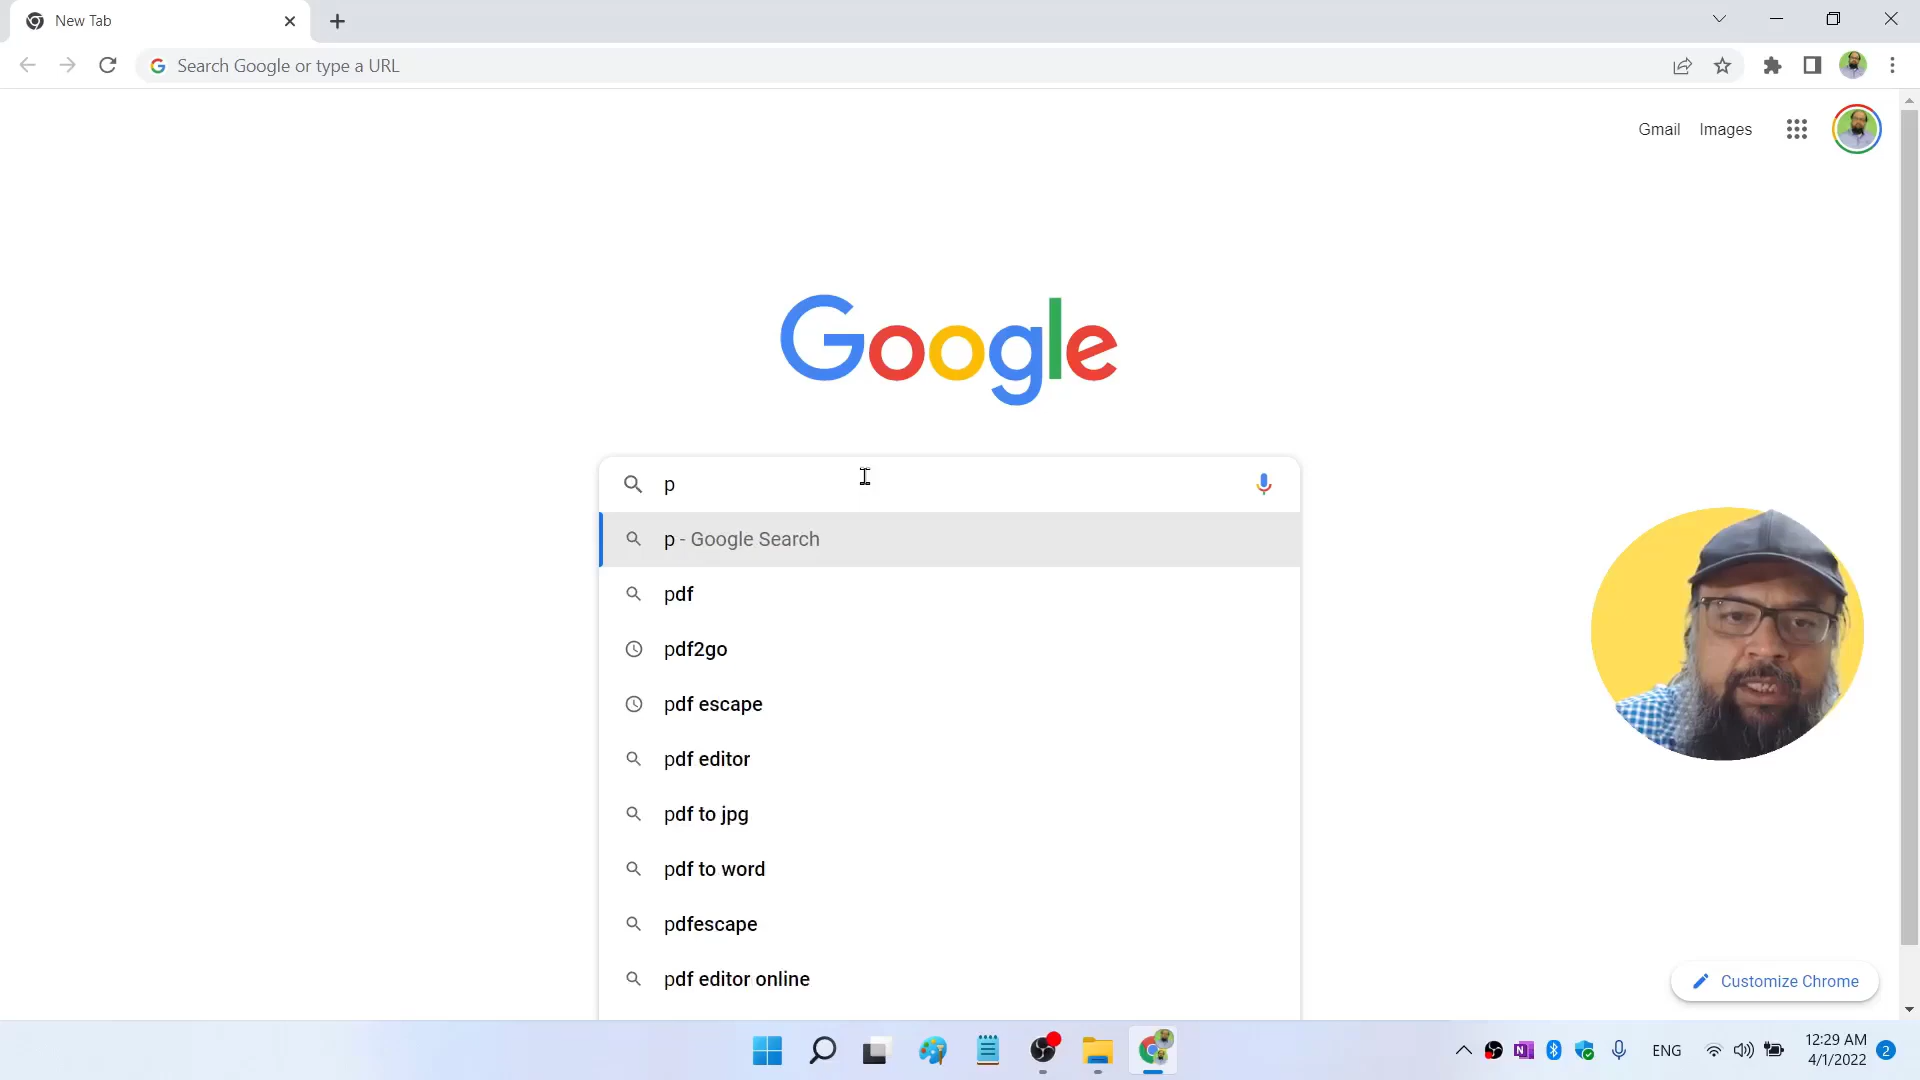 New Tab
Search Google or type a URL
Gmail Images
Google
p
p - Google Search
pdf
pdf2go
pdf escape
pdf editor
pdf to jpg
pdf to word
pdfescape
pdf editor online
Customize Chrome
ENG
12:29 AM
4/1/2022
2